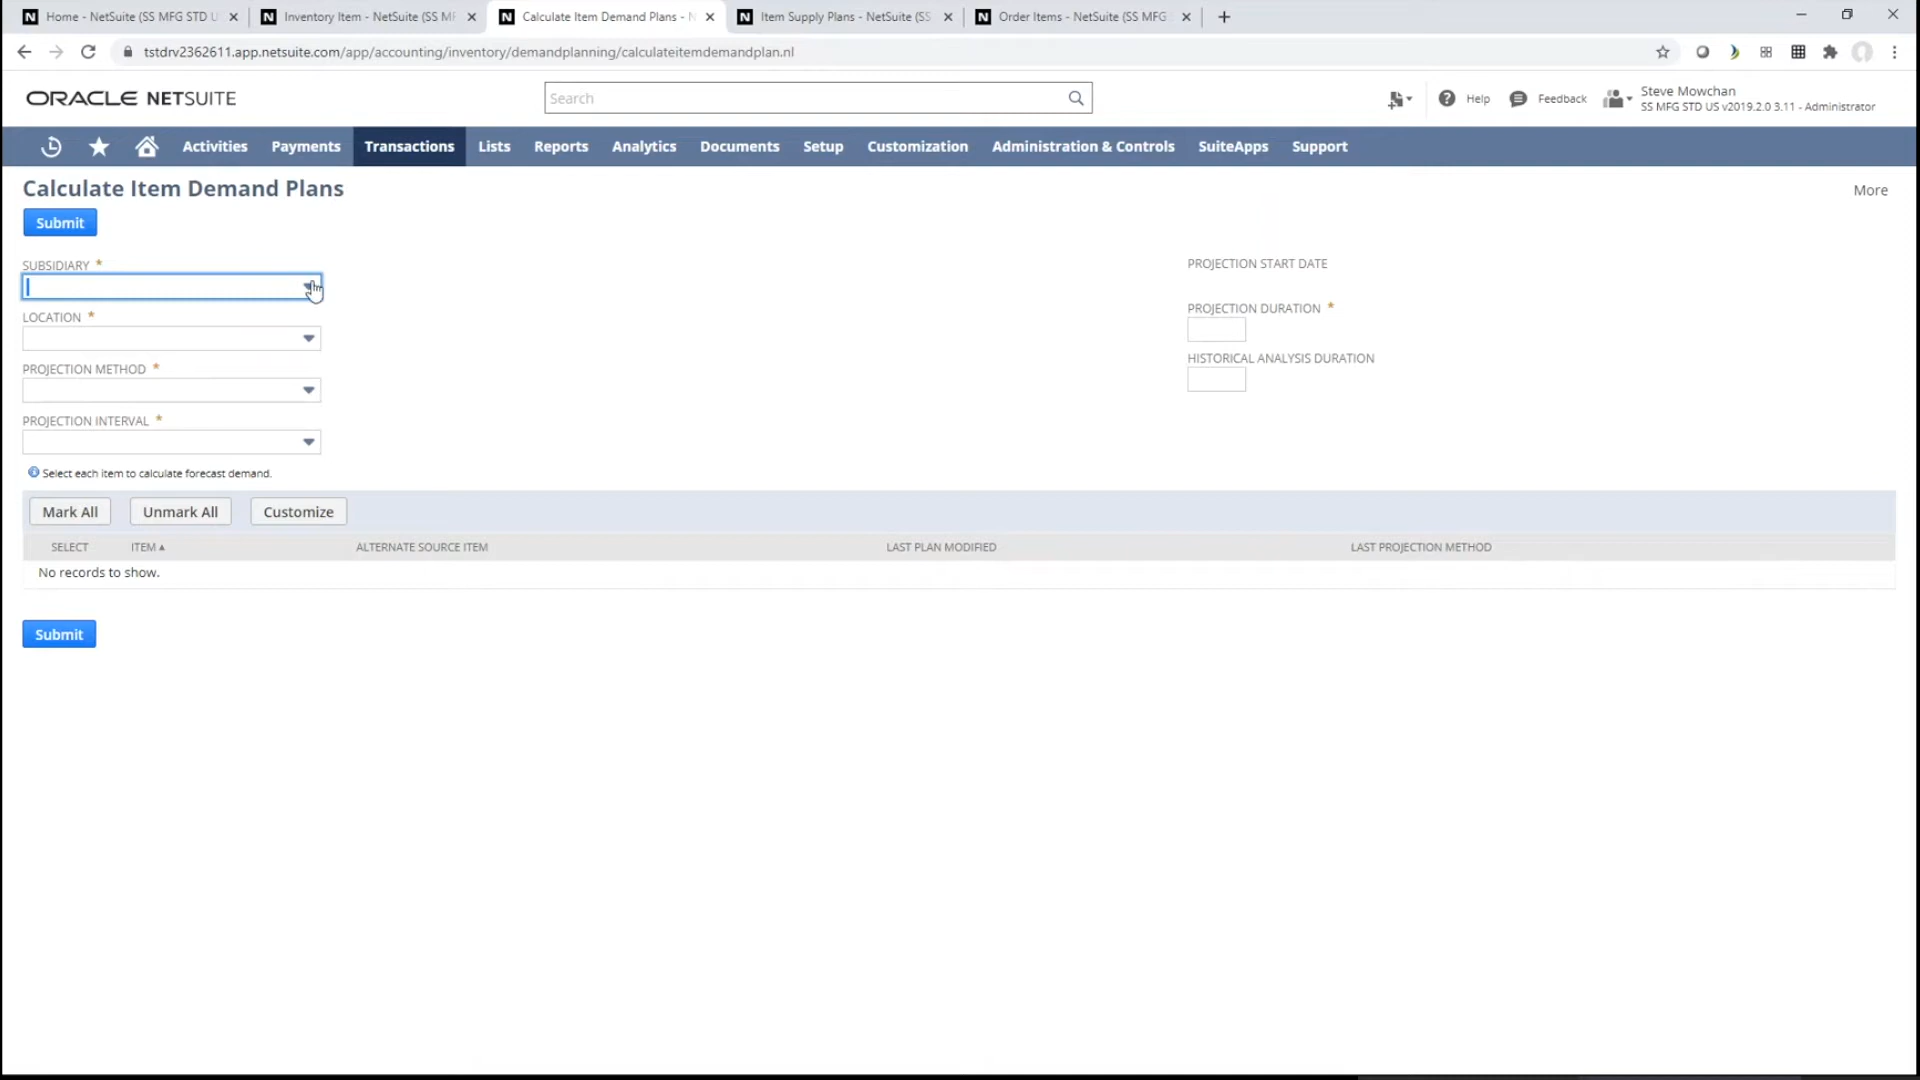 Home - NetSuite (SS MFG STD U
Inventory Item - NetSuite (SS MF
Calculate Item Demand Plans - N
Item Supply Plans - NetSuite (SS
Order Items - NetSuite (SS MFG
tstdrv2362611.app.netsuite.com/app/accounting/inventory/demandplanning/calculateitemdemandplan.nl
ORACLE NETSUITE
Search
Help
Feedback
Steve Mowchan
SS MFG STD US v2019.2.0 3.11 - Administrator
Activities
Payments
Transactions
Lists
Reports
Analytics
Documents
Setup
Customization
Administration & Controls
SuiteApps
Support
Calculate Item Demand Plans
More
Submit
SUBSIDIARY *
LOCATION *
PROJECTION METHOD *
PROJECTION INTERVAL *
PROJECTION START DATE
PROJECTION DURATION *
HISTORICAL ANALYSIS DURATION
Select each item to calculate forecast demand.
Mark All
Unmark All
Customize
SELECT
ITEM ▲
ALTERNATE SOURCE ITEM
LAST PLAN MODIFIED
LAST PROJECTION METHOD
No records to show.
Submit